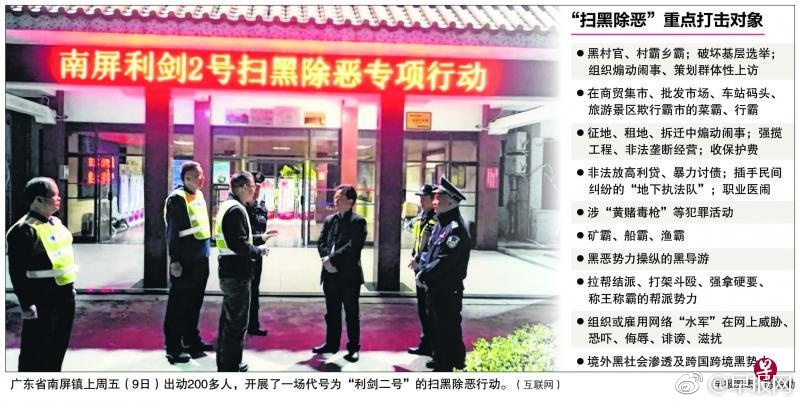 南屏利剑2号扫黑除恶专项行动
广东省南屏镇上周五（9日）出动200多人，开展了一场代号为“利剑二号”的扫黑除恶行动。（互联网）
“扫黑除恶”重点打击对象
● 黑村官、村霸乡霸；破坏基层选举；
组织煽动闹事、策划群体性上访
● 在商贸集市、批发市场、车站码头、
旅游景区欺行霸市的菜霸、行霸
● 征地、租地、拆迁中煽动闹事；强揽
工程、非法垄断经营；收保护费
● 非法放高利贷、暴力讨债；插手民间
纠纷的“地下执法队”；职业医闹
● 涉“黄赌毒枪”等犯罪活动
● 矿霸、船霸、渔霸
● 黑恶势力操纵的黑导游
● 拉帮结派、打架斗殴、强拿硬要、
称王称霸的帮派势力
● 组织或雇用网络“水军”在网上威胁、
恐吓、侮辱、诽谤、滋扰
● 境外黑社会渗透及跨国跨境黑势